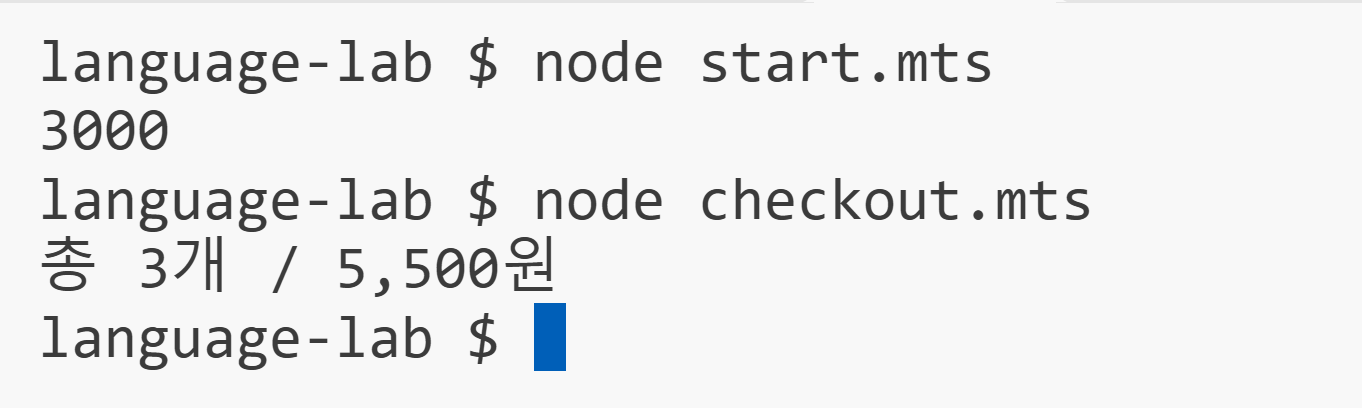 language-lab $ node start.mts
3000
language-lab $ node checkout.mts
총 3개 / 5,500원
language-lab $